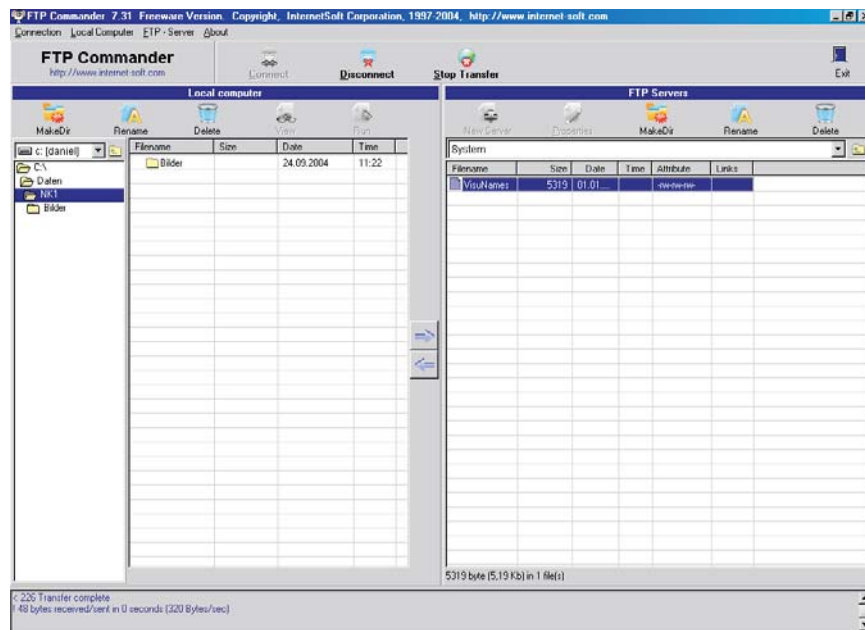 FTP Commander 7.31 Freeware Version. Copyright, InternetSoft Corporation, 1997-2004, http://www.internet-soft.com
Connection Local Computer FTP - Server About
FTP Commander
http://www.internet-soft.com
Connect Disconnect Stop Transfer Exit
Local computer FTP Servers
MakeDir Rename Delete View Run New Server Properties MakeDir Rename Delete
c: [daniel] Filename Size Date Time System
C:\ Bilder 24.09.2004 11:22 Filename Size Date Time Attribute Links
Daten VisuNames 5319 01.01.... -rw-rw-rw-
NK1
Bilder
5319 byte (5,19 Kb) in 1 file(s)
< 226 Transfer complete
! 48 bytes received/sent in 0 seconds (320 Bytes/sec)